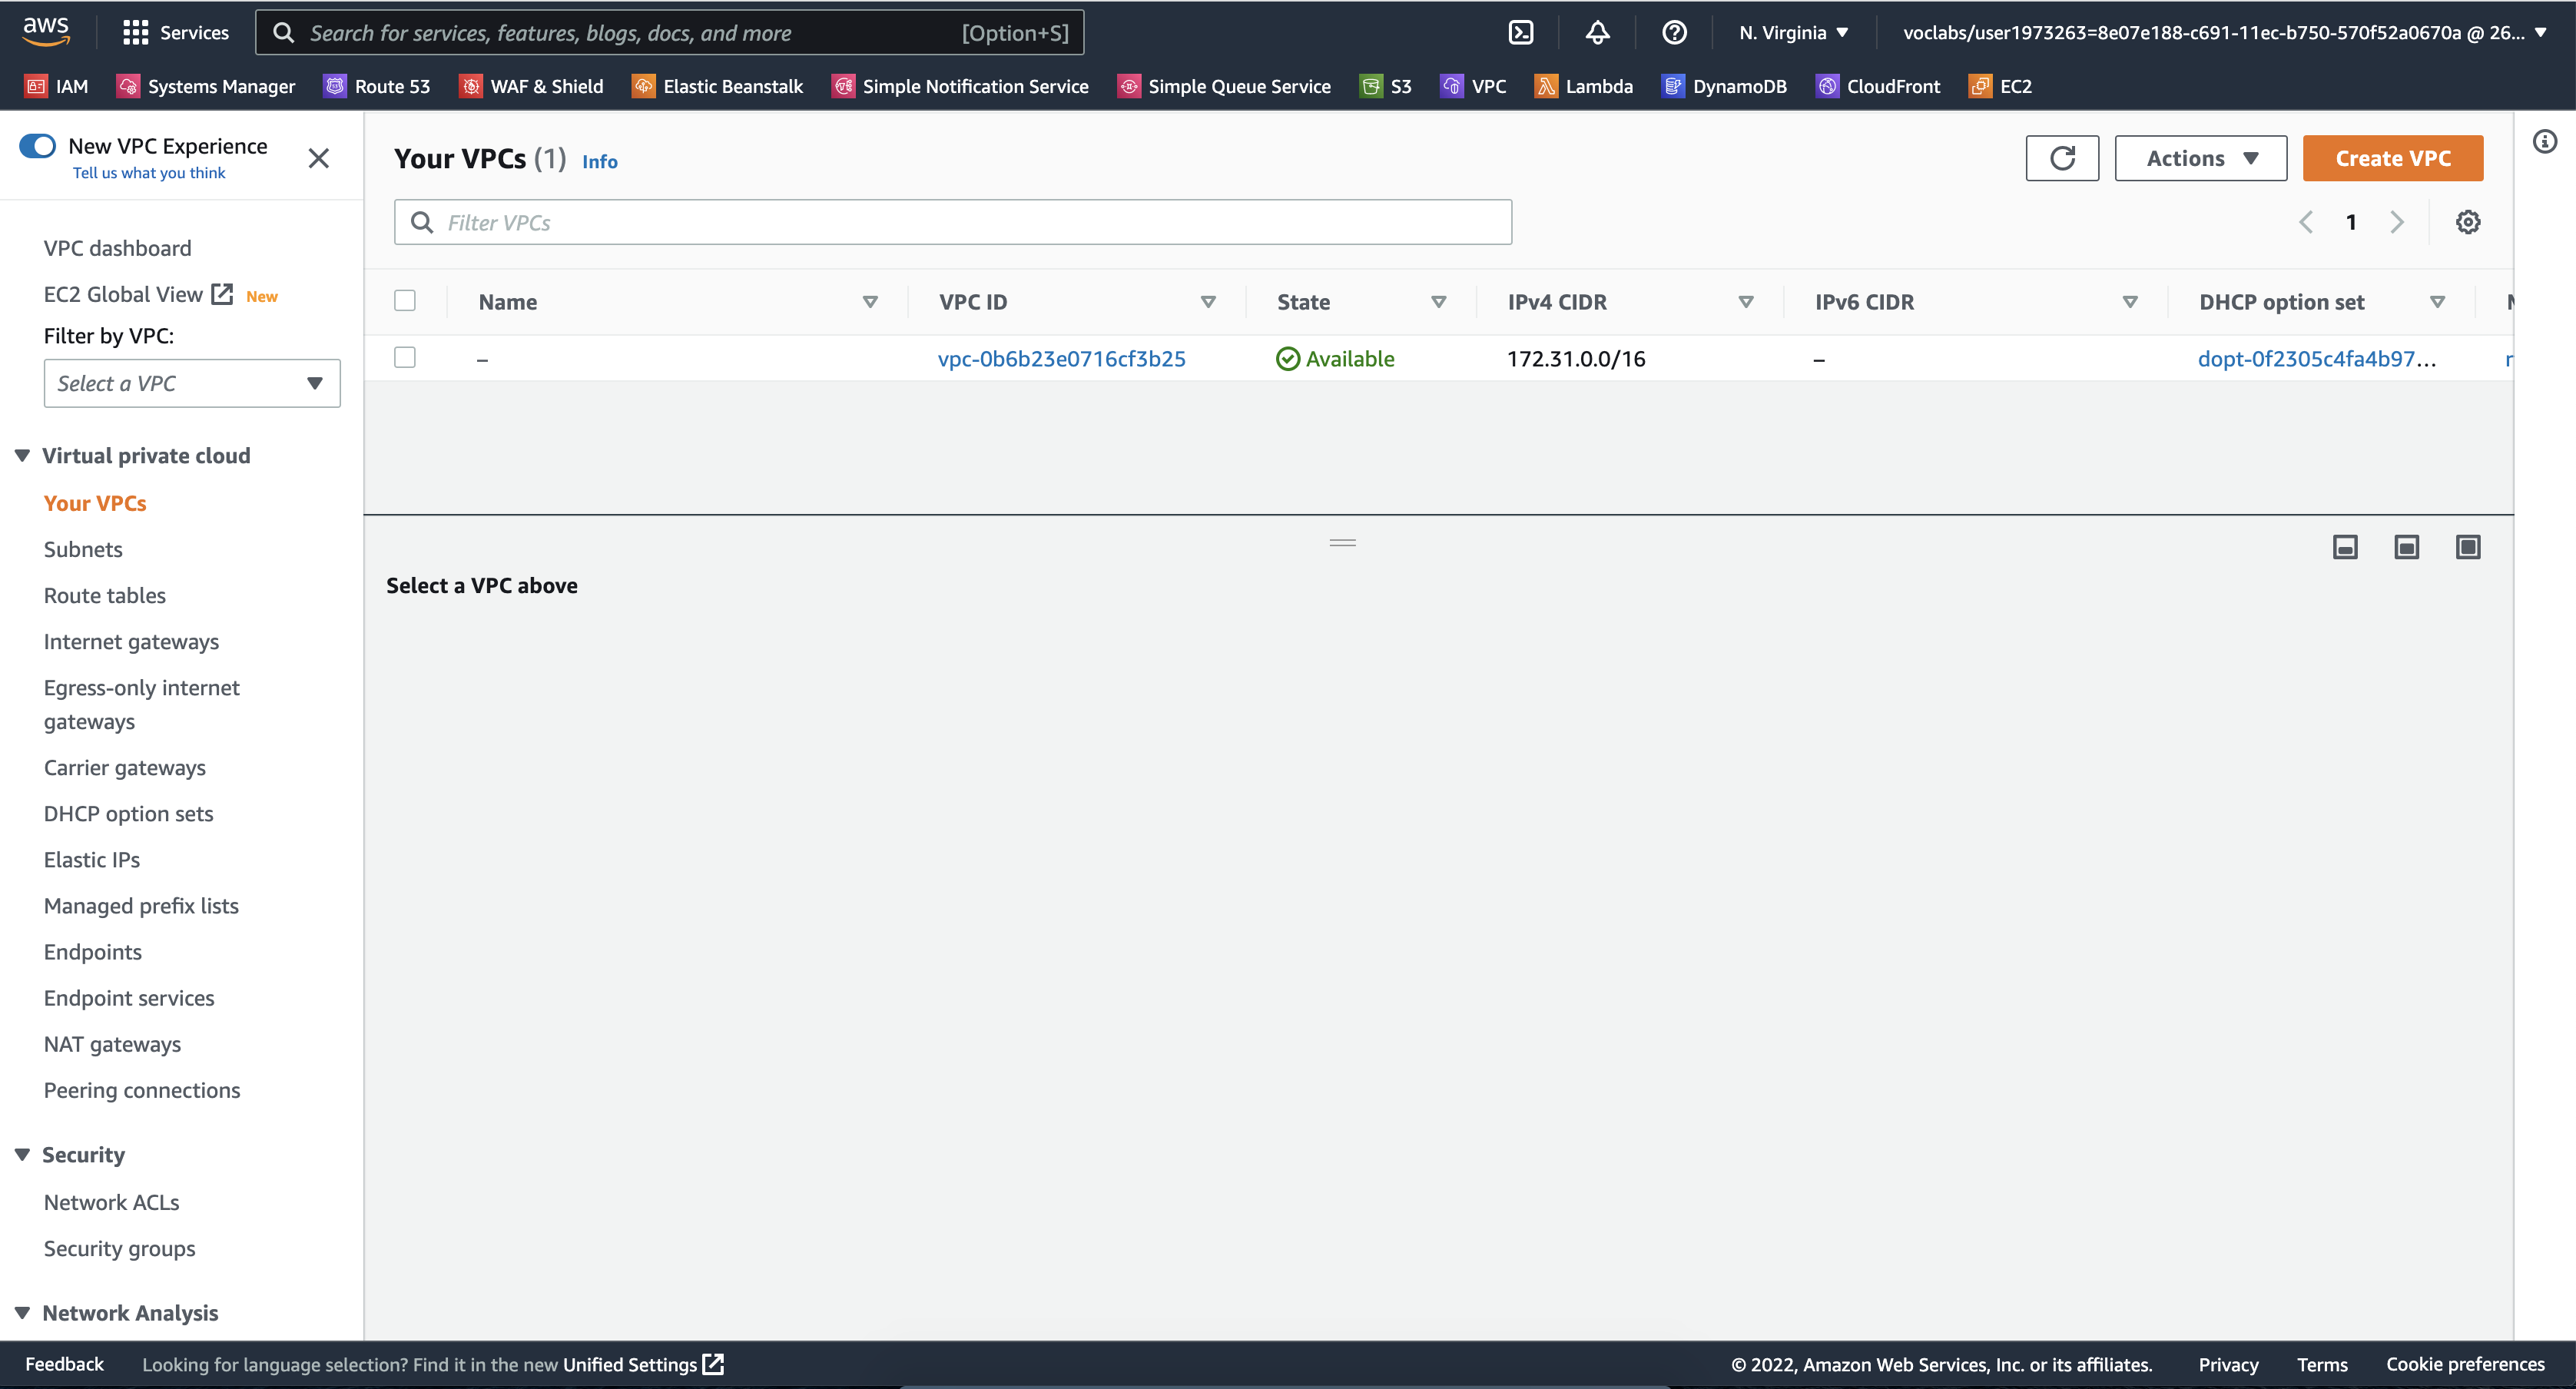 aws
Services
Search for services, features, blogs, docs, and more [Option+S]
N. Virginia
voclabs/user1973263=8e07e188-c691-11ec-b750-570f52a0670a @ 26...
IAM
Systems Manager
Route 53
WAF & Shield
Elastic Beanstalk
Simple Notification Service
Simple Queue Service
S3
VPC
Lambda
DynamoDB
CloudFront
EC2
New VPC Experience
Tell us what you think
VPC dashboard
EC2 Global View New
Filter by VPC:
Select a VPC
Virtual private cloud
Your VPCs
Subnets
Route tables
Internet gateways
Egress-only internet
gateways
Carrier gateways
DHCP option sets
Elastic IPs
Managed prefix lists
Endpoints
Endpoint services
NAT gateways
Peering connections
Security
Network ACLs
Security groups
Network Analysis
Your VPCs (1) Info
Actions
Create VPC
Filter VPCs
1
Name VPC ID State IPv4 CIDR IPv6 CIDR DHCP option set
– vpc-0b6b23e0716cf3b25 Available 172.31.0.0/16 – dopt-0f2305c4fa4b97...
Select a VPC above
Feedback
Looking for language selection? Find it in the new Unified Settings
© 2022, Amazon Web Services, Inc. or its affiliates.
Privacy
Terms
Cookie preferences